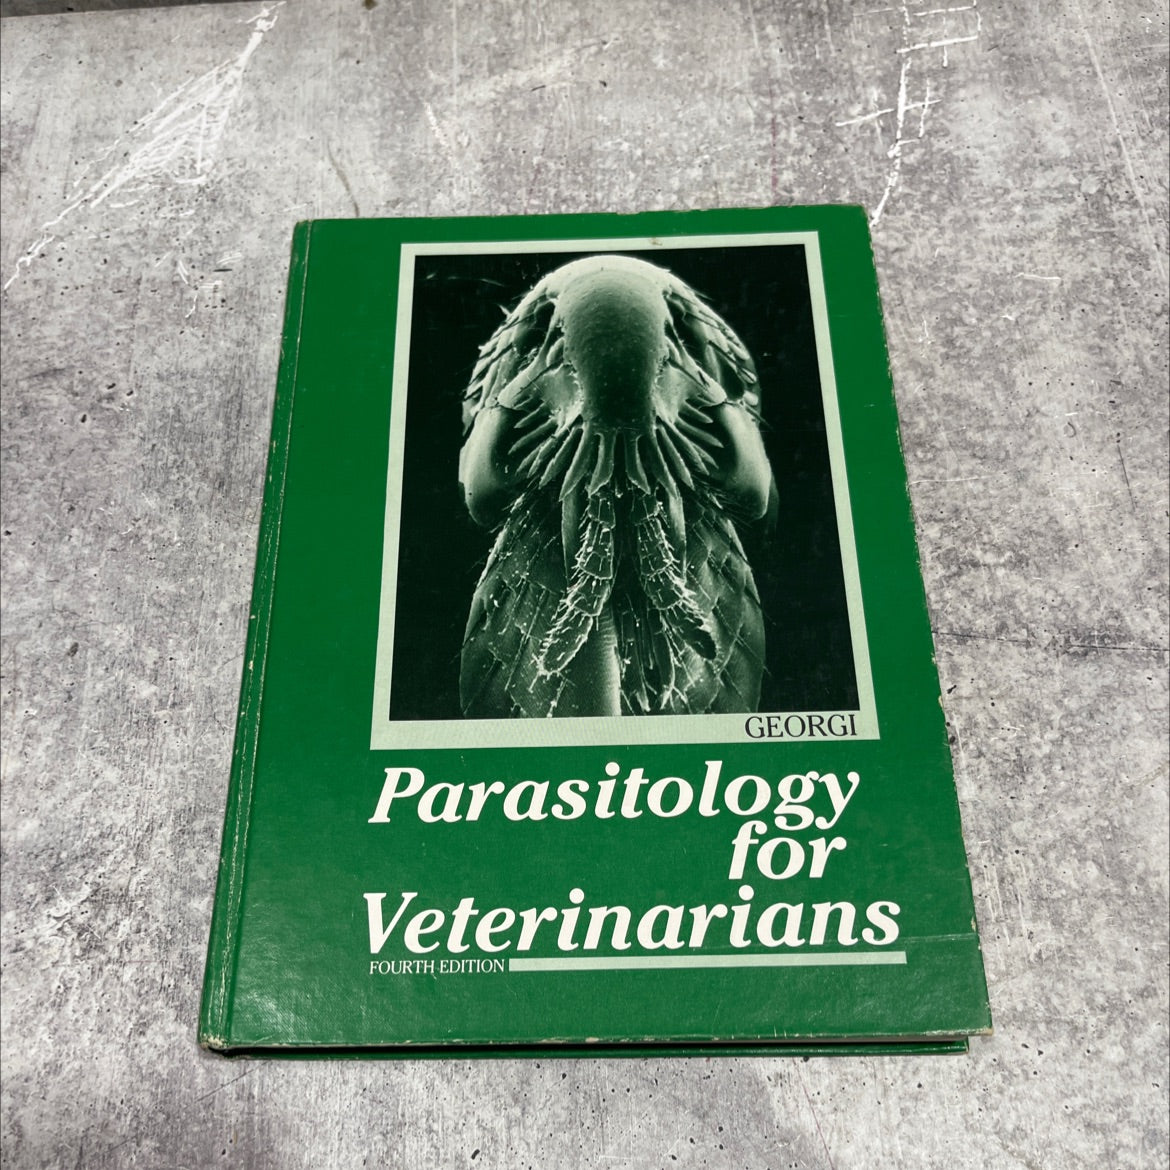 GEORGI
Parasitology
for
Veterinarians
FOURTH EDITION